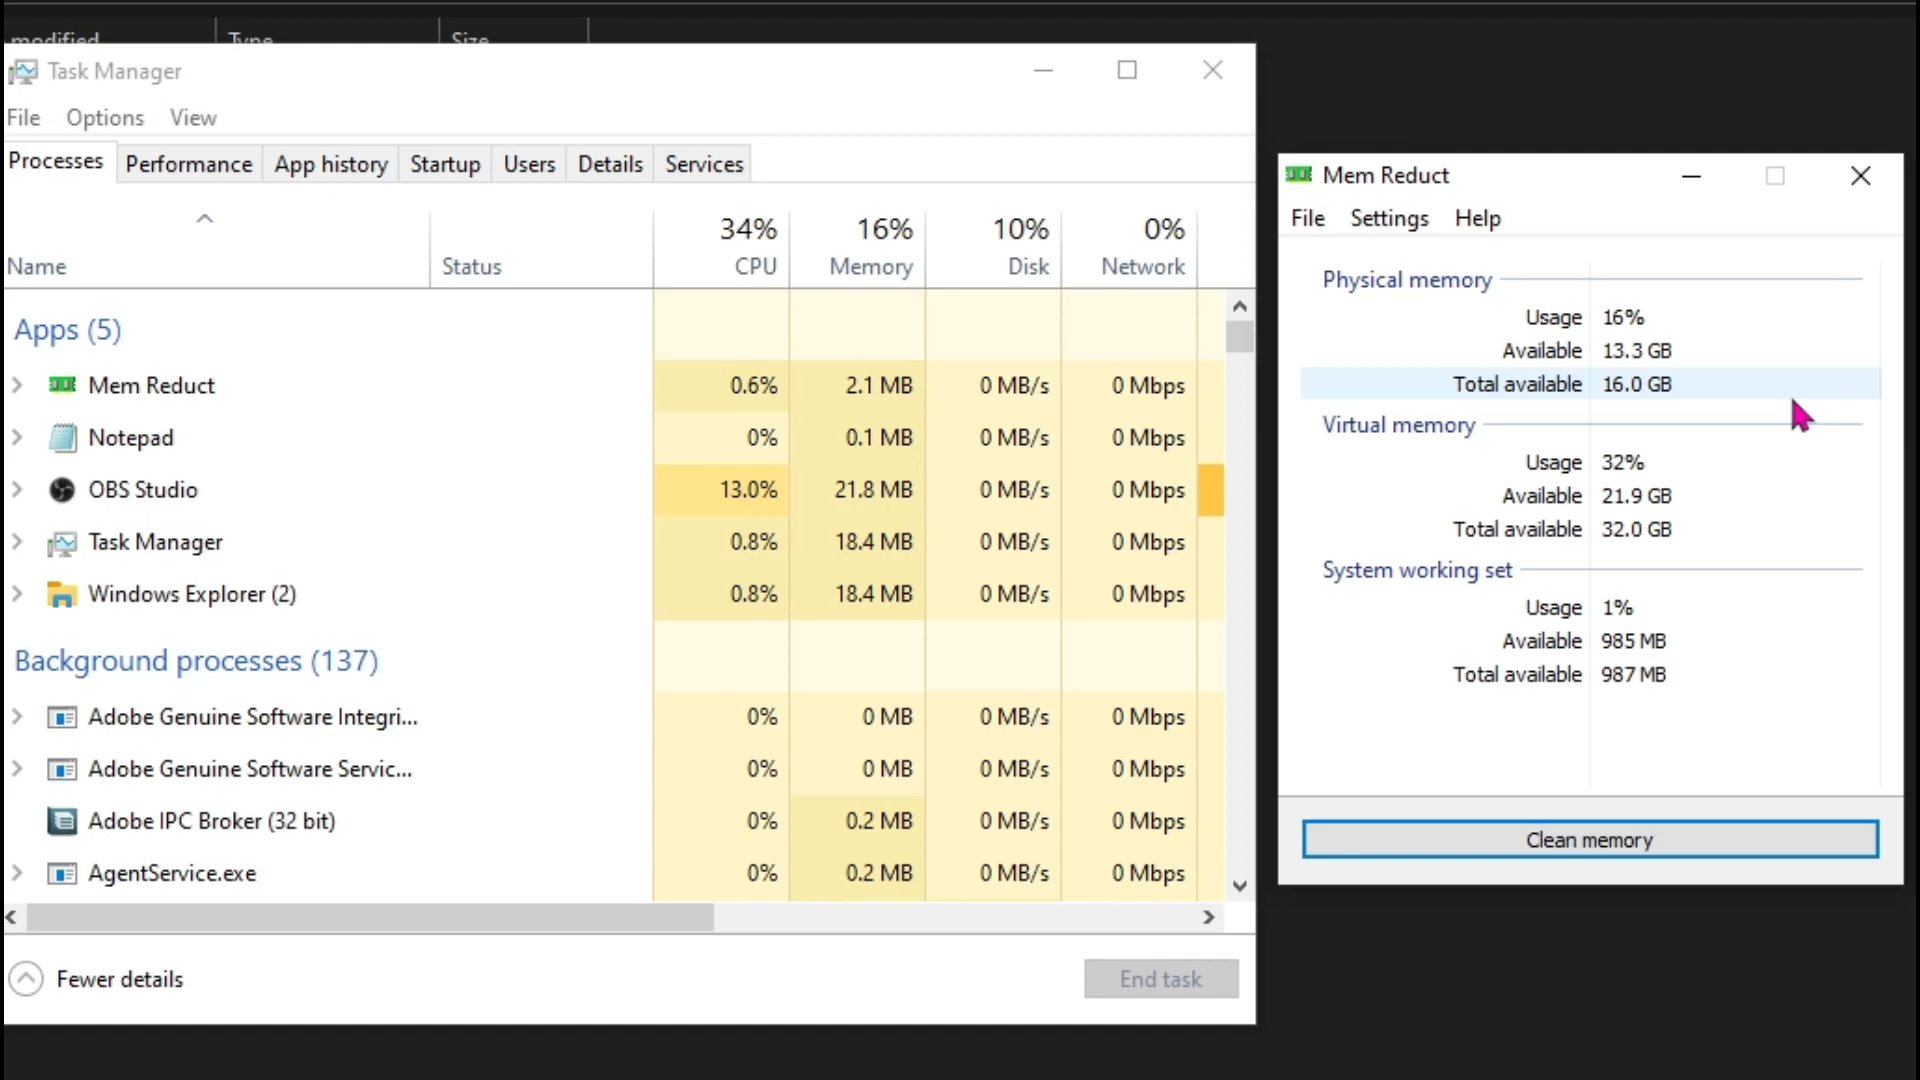 modified Type Size
Task Manager
File Options View
Processes Performance App history Startup Users Details Services
34% 16% 10% 0%
Name Status CPU Memory Disk Network
Apps (5)
Mem Reduct 0.6% 2.1 MB 0 MB/s 0 Mbps
Notepad 0% 0.1 MB 0 MB/s 0 Mbps
OBS Studio 13.0% 21.8 MB 0 MB/s 0 Mbps
Task Manager 0.8% 18.4 MB 0 MB/s 0 Mbps
Windows Explorer (2) 0.8% 18.4 MB 0 MB/s 0 Mbps
Background processes (137)
Adobe Genuine Software Integri... 0% 0 MB 0 MB/s 0 Mbps
Adobe Genuine Software Servic... 0% 0 MB 0 MB/s 0 Mbps
Adobe IPC Broker (32 bit) 0% 0.2 MB 0 MB/s 0 Mbps
AgentService.exe 0% 0.2 MB 0 MB/s 0 Mbps
Fewer details End task
Mem Reduct
File Settings Help
Physical memory
Usage 16%
Available 13.3 GB
Total available 16.0 GB
Virtual memory
Usage 32%
Available 21.9 GB
Total available 32.0 GB
System working set
Usage 1%
Available 985 MB
Total available 987 MB
Clean memory